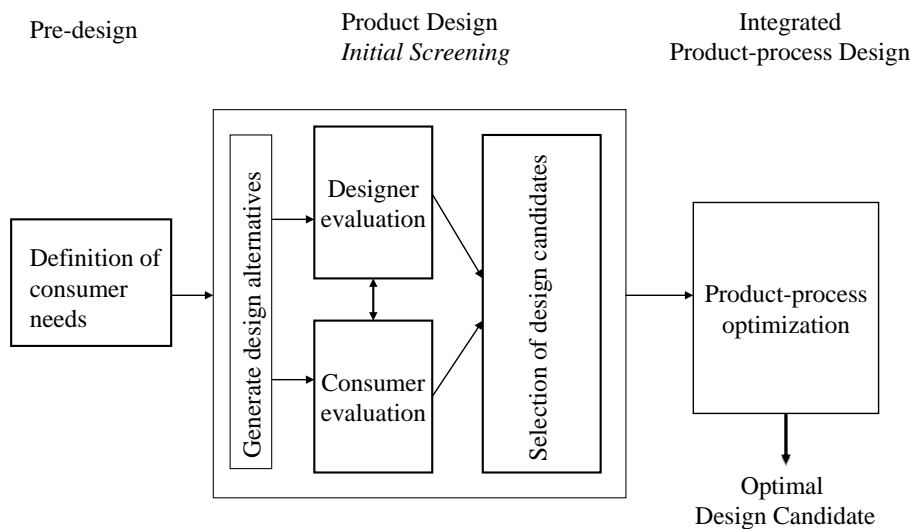 Pre-design
Product Design
Initial Screening
Integrated
Product-process Design
Definition of
consumer
needs
Generate design alternatives
Designer
evaluation
Consumer
evaluation
Selection of design candidates
Product-process
optimization
Optimal
Design Candidate